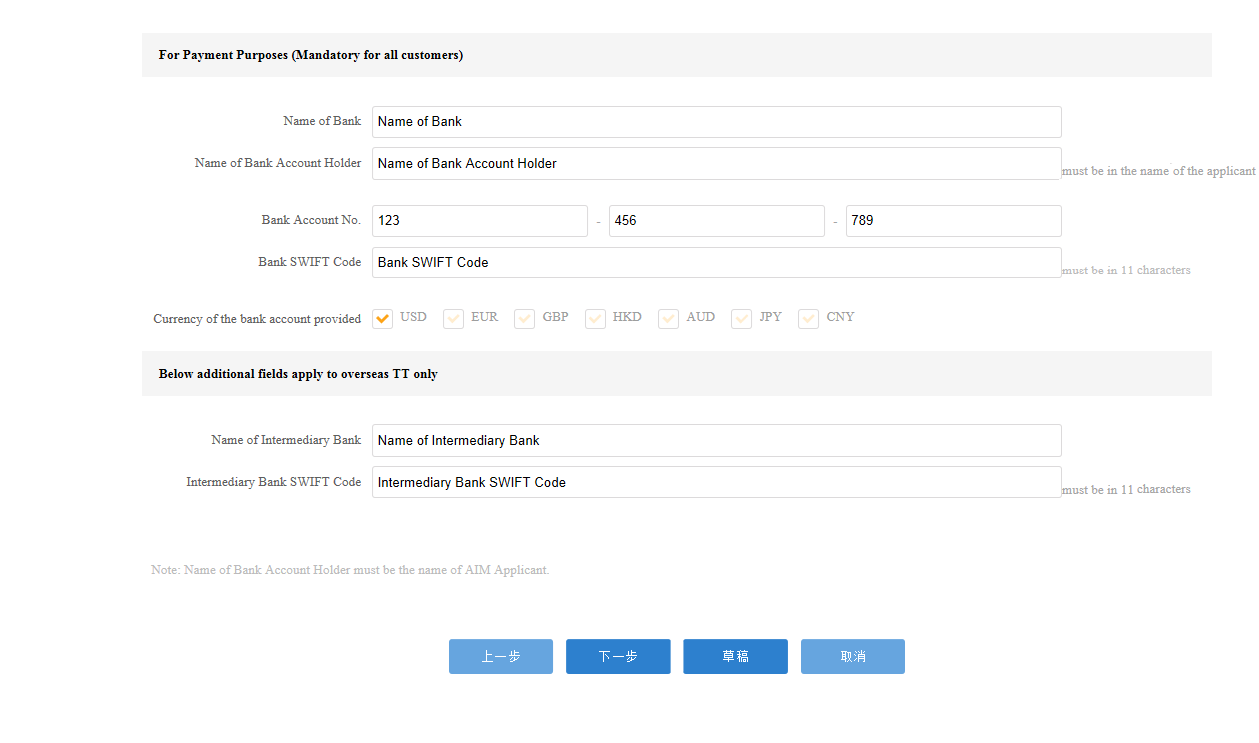 For Payment Purposes (Mandatory for all customers)
Name of Bank Name of Bank
Name of Bank Account Holder Name of Bank Account Holder must be in the name of the applicant
Bank Account No. 123 - 456 - 789
Bank SWIFT Code Bank SWIFT Code must be in 11 characters
Currency of the bank account provided USD EUR GBP HKD AUD JPY CNY
Below additional fields apply to overseas TT only
Name of Intermediary Bank Name of Intermediary Bank
Intermediary Bank SWIFT Code Intermediary Bank SWIFT Code must be in 11 characters
Note: Name of Bank Account Holder must be the name of AIM Applicant.
上一步 下一步 草稿 取消